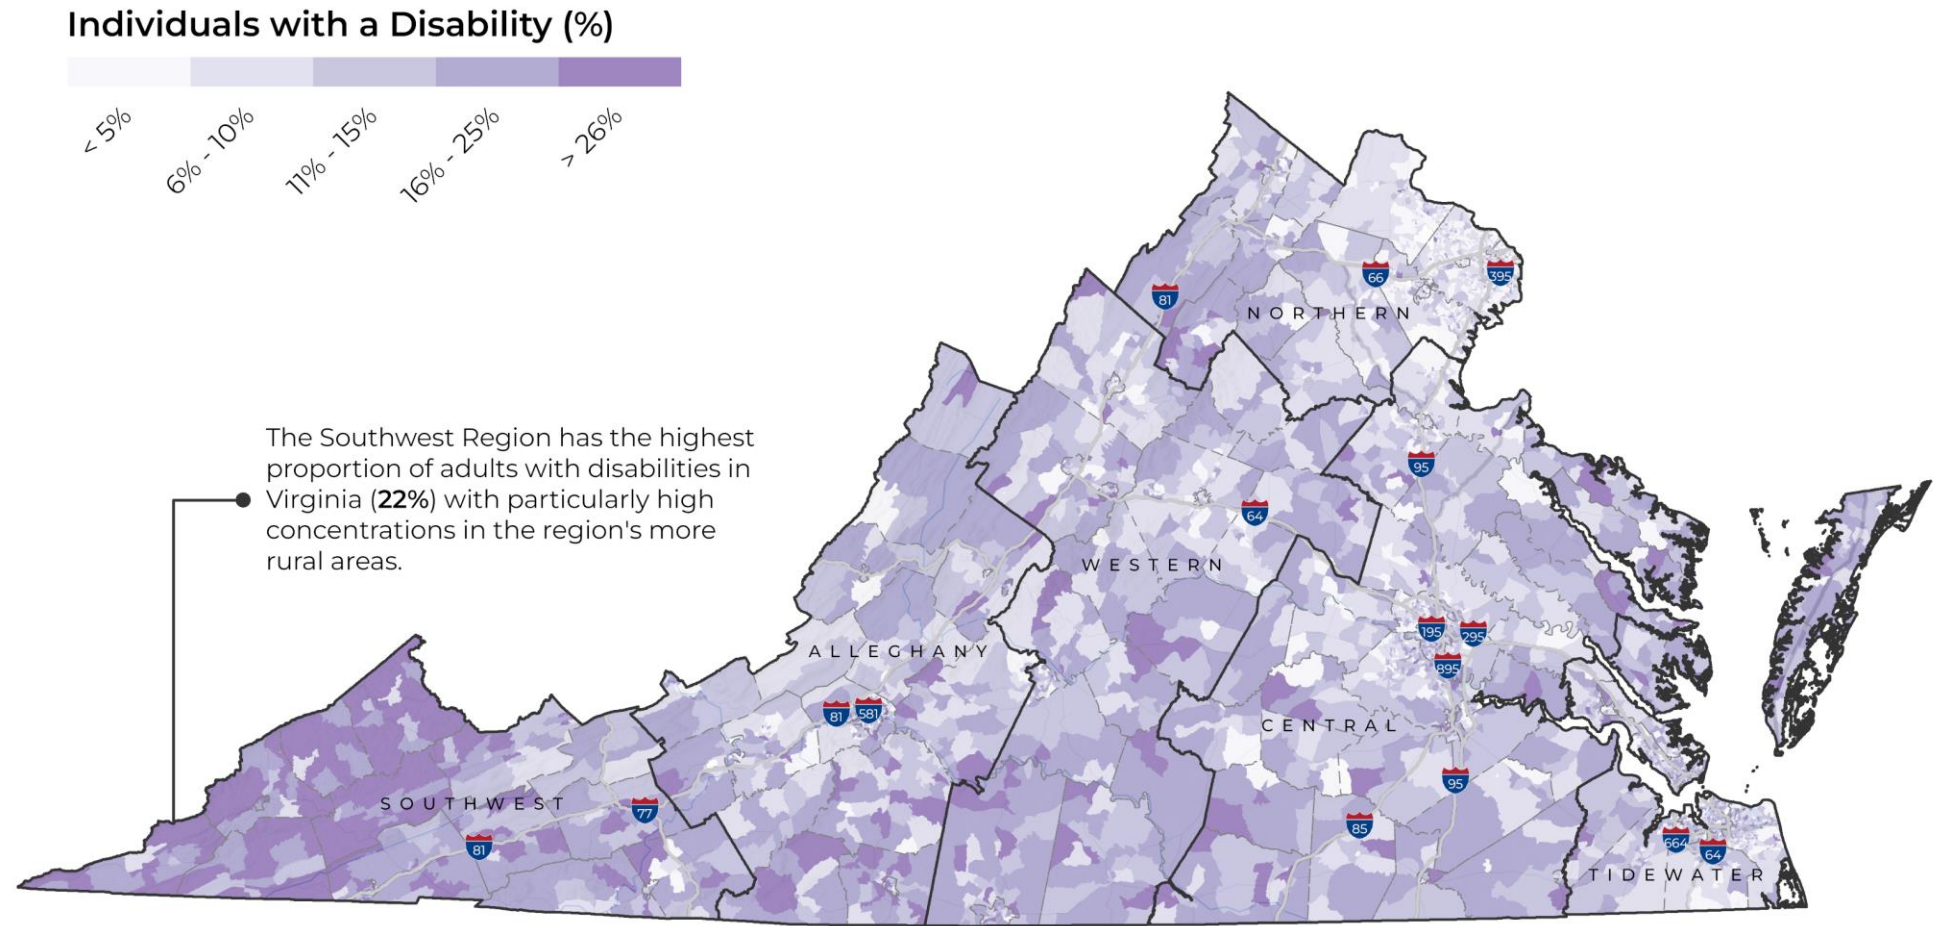 Individuals with a Disability (%)
< 5%
6% - 10%
11% - 15%
16% - 25%
> 26%
The Southwest Region has the highest
proportion of adults with disabilities in
Virginia (22%) with particularly high
concentrations in the region's more
rural areas.
66
395
81
NORTHERN
95
64
WESTERN
195
295
ALLEGHANY
895
81
581
CENTRAL
95
SOUTHWEST
77
85
81
664
64
TIDEWATER